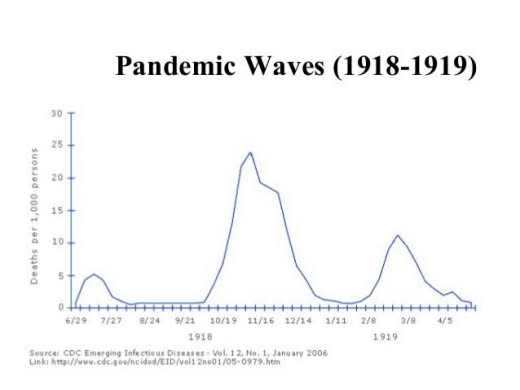 Pandemic Waves (1918-1919)
30
25
20
15
10
5
0
Deaths per 1,000 persons
6/29 7/27 8/24 9/21 10/19 11/16 12/14 1/11 2/8 3/8 4/5
1918 1919
Source: CDC Emerging Infectious Diseases - Vol. 12, No. 1, January 2006
Link: http://www.cdc.gov/ncidod/EID/vol12no01/05-0979.htm